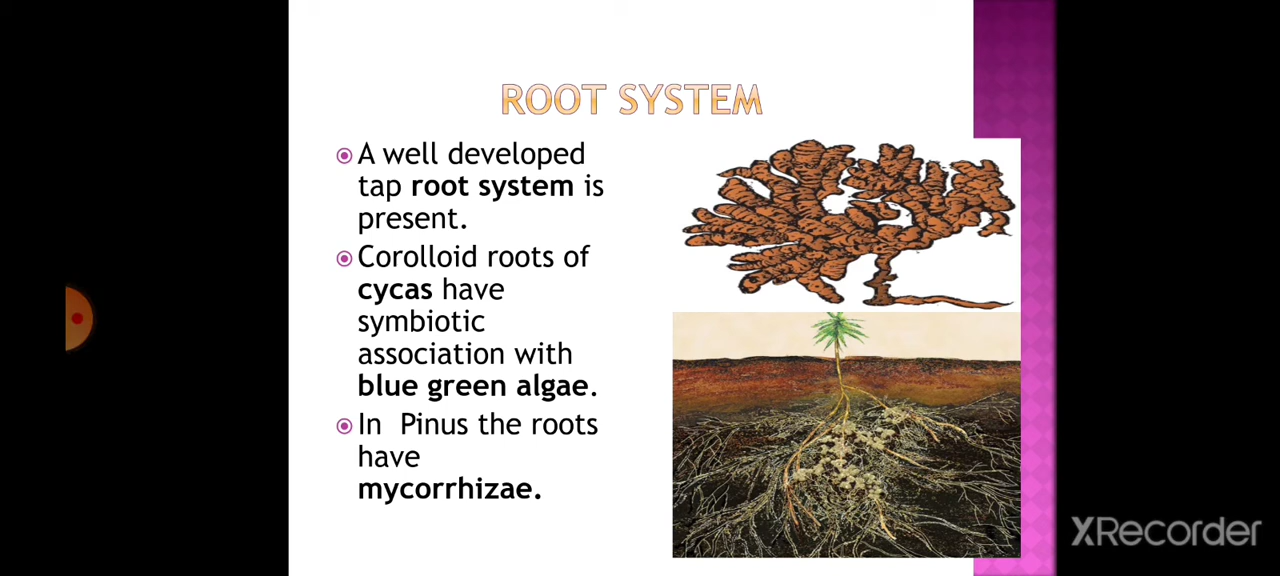 ROOT SYSTEM
A well developed
tap root system is
present.
Corolloid roots of
cycas have
symbiotic
association with
blue green algae.
In Pinus the roots
have
mycorrhizae.
XRecorder